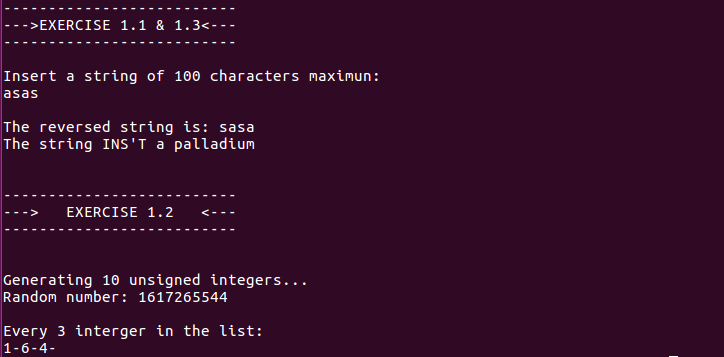 --------------------------
--->EXERCISE 1.1 & 1.3<---
--------------------------
Insert a string of 100 characters maximun:
asas
The reversed string is: sasa
The string INS'T a palladium
--------------------------
--->   EXERCISE 1.2   <---
--------------------------
Generating 10 unsigned integers...
Random number: 1617265544
Every 3 interger in the list:
1-6-4-